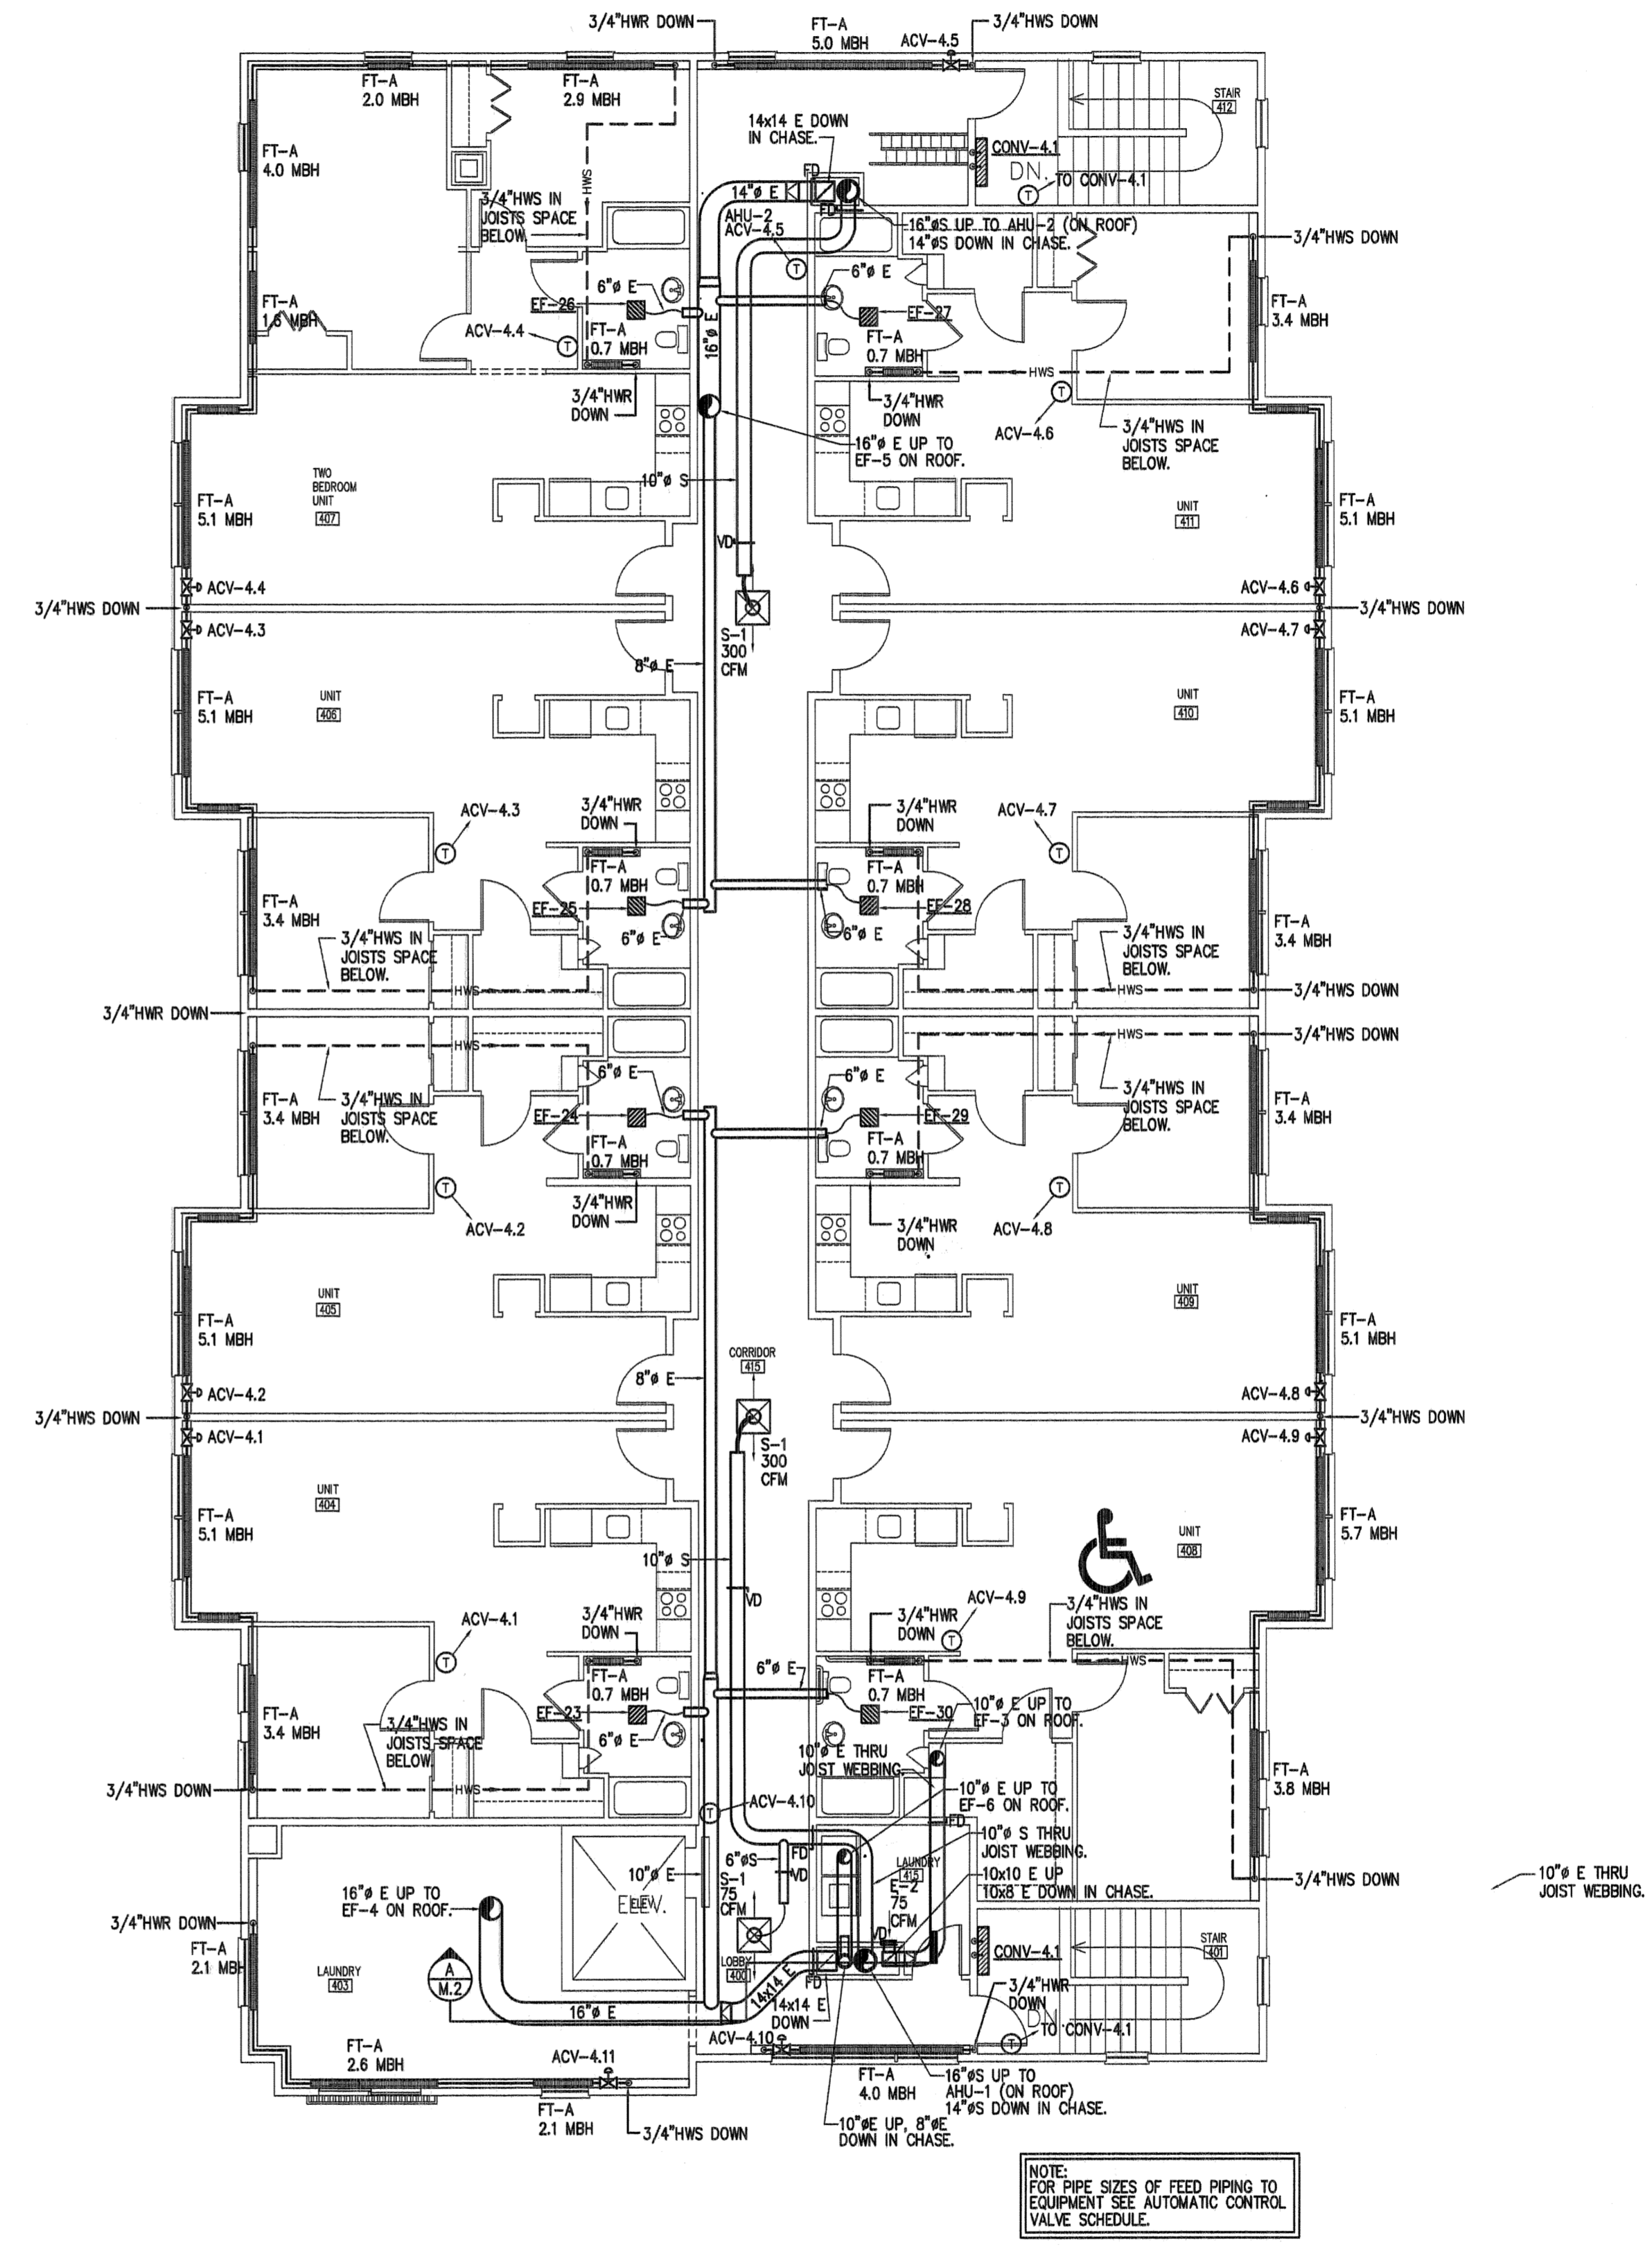 3/4"HWR DOWN
FT-A
5.0 MBH
ACV-4.5
3/4"HWS DOWN
FT-A
2.0 MBH
FT-A
2.9 MBH
STAIR
412
14x14 E DOWN
IN CHASE.
FT-A
4.0 MBH
CONV-4.1
DN.
TO CONV-4.1
T
FD
HWS
14"ø E
3/4"HWS IN
JOISTS SPACE
BELOW.
FD
AHU-2
ACV-4.5
T
16"øS UP TO AHU-2 (ON ROOF)
14"øS DOWN IN CHASE.
3/4"HWS DOWN
6"ø E
6"ø E
EF-26
EF-27
FT-A
1.6 MBH
FT-A
3.4 MBH
ACV-4.4
T
FT-A
0.7 MBH
16"ø E
FT-A
0.7 MBH
HWS
3/4"HWR
DOWN
3/4"HWR
DOWN
T
ACV-4.6
3/4"HWS IN
JOISTS SPACE
BELOW.
16"ø E UP TO
EF-5 ON ROOF.
TWO
BEDROOM
UNIT
407
10"ø S
FT-A
5.1 MBH
UNIT
411
FT-A
5.1 MBH
VD
ACV-4.4
ACV-4.6
3/4"HWS DOWN
3/4"HWS DOWN
ACV-4.3
ACV-4.7
S-1
300
CFM
8"ø E
FT-A
5.1 MBH
UNIT
406
UNIT
410
FT-A
5.1 MBH
ACV-4.3
T
3/4"HWR
DOWN
3/4"HWR
DOWN
ACV-4.7
T
FT-A
0.7 MBH
FT-A
0.7 MBH
FT-A
3.4 MBH
EF-25
EF-28
6"ø E
6"ø E
FT-A
3.4 MBH
3/4"HWS IN
JOISTS SPACE
BELOW.
3/4"HWS IN
JOISTS SPACE
BELOW.
HWS
HWS
3/4"HWS DOWN
3/4"HWR DOWN
HWS
HWS
3/4"HWS DOWN
6"ø E
6"ø E
FT-A
3.4 MBH
3/4"HWS IN
JOISTS SPACE
BELOW.
EF-24
EF-29
3/4"HWS IN
JOISTS SPACE
BELOW.
FT-A
3.4 MBH
FT-A
0.7 MBH
FT-A
0.7 MBH
T
ACV-4.2
3/4"HWR
DOWN
3/4"HWR
DOWN
T
ACV-4.8
UNIT
405
UNIT
409
FT-A
5.1 MBH
FT-A
5.1 MBH
CORRIDOR
415
8"ø E
ACV-4.2
ACV-4.8
3/4"HWS DOWN
3/4"HWS DOWN
ACV-4.1
ACV-4.9
S-1
300
CFM
UNIT
404
FT-A
5.1 MBH
UNIT
408
FT-A
5.7 MBH
10"ø S
VD
ACV-4.1
T
3/4"HWR
DOWN
3/4"HWR
DOWN
ACV-4.9
T
3/4"HWS IN
JOISTS SPACE
BELOW.
HWS
FT-A
0.7 MBH
6"ø E
FT-A
0.7 MBH
EF-23
EF-30
6"ø E
10"ø E UP TO
EF-3 ON ROOF.
FT-A
3.4 MBH
3/4"HWS IN
JOISTS SPACE
BELOW.
HWS
3/4"HWS DOWN
10"ø E THRU
JOIST WEBBING.
10"ø E UP TO
EF-6 ON ROOF.
FT-A
3.8 MBH
T
ACV-4.10
FD
10"ø S THRU
JOIST WEBBING.
FD
6"øS
VD
LAUNDRY
415
10"ø E
S-1
75
CFM
E-2
75
CFM
VD
10x10 E UP
10x8 E DOWN IN CHASE.
3/4"HWS DOWN
10"ø E THRU
JOIST WEBBING.
16"ø E UP TO
EF-4 ON ROOF.
ELEV.
ELEW.
3/4"HWR DOWN
FT-A
2.1 MBH
LAUNDRY
403
A
M.2
LOBBY
400
CONV-4.1
STAIR
401
14x14 E
FD
14x14 E
DOWN
16"ø E
3/4"HWR
DOWN
DN
T
TO CONV-4.1
ACV-4.10
FT-A
2.6 MBH
ACV-4.11
FT-A
4.0 MBH
16"øS UP TO
AHU-1 (ON ROOF)
14"øS DOWN IN CHASE.
FT-A
2.1 MBH
3/4"HWS DOWN
10"øE UP, 8"øE
DOWN IN CHASE.
NOTE:
FOR PIPE SIZES OF FEED PIPING TO
EQUIPMENT SEE AUTOMATIC CONTROL
VALVE SCHEDULE.